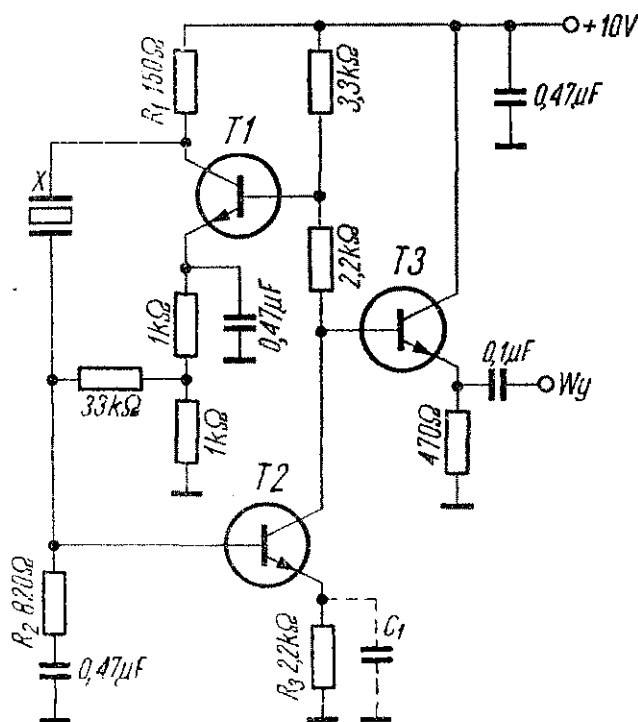 +10V
R1 150Ω
3,3kΩ
0,47μF
T1
X
2,2kΩ
T3
1kΩ
0,47μF
0,1μF
Wy
33kΩ
1kΩ
470Ω
T2
R2 820Ω
0,47μF
R3 2,2kΩ
C1